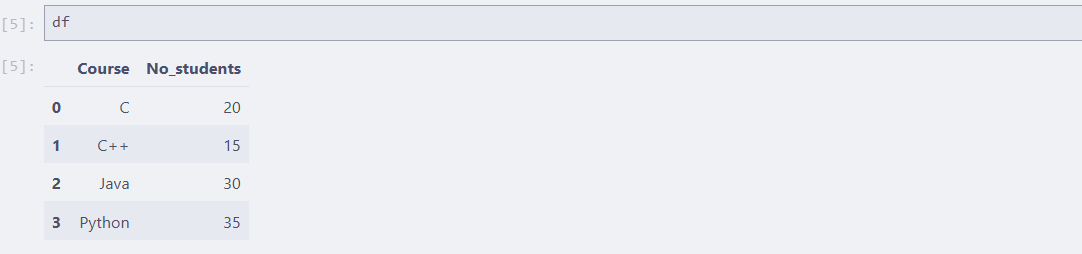 [5]: df
[5]: Course No_students
0 C 20
1 C++ 15
2 Java 30
3 Python 35